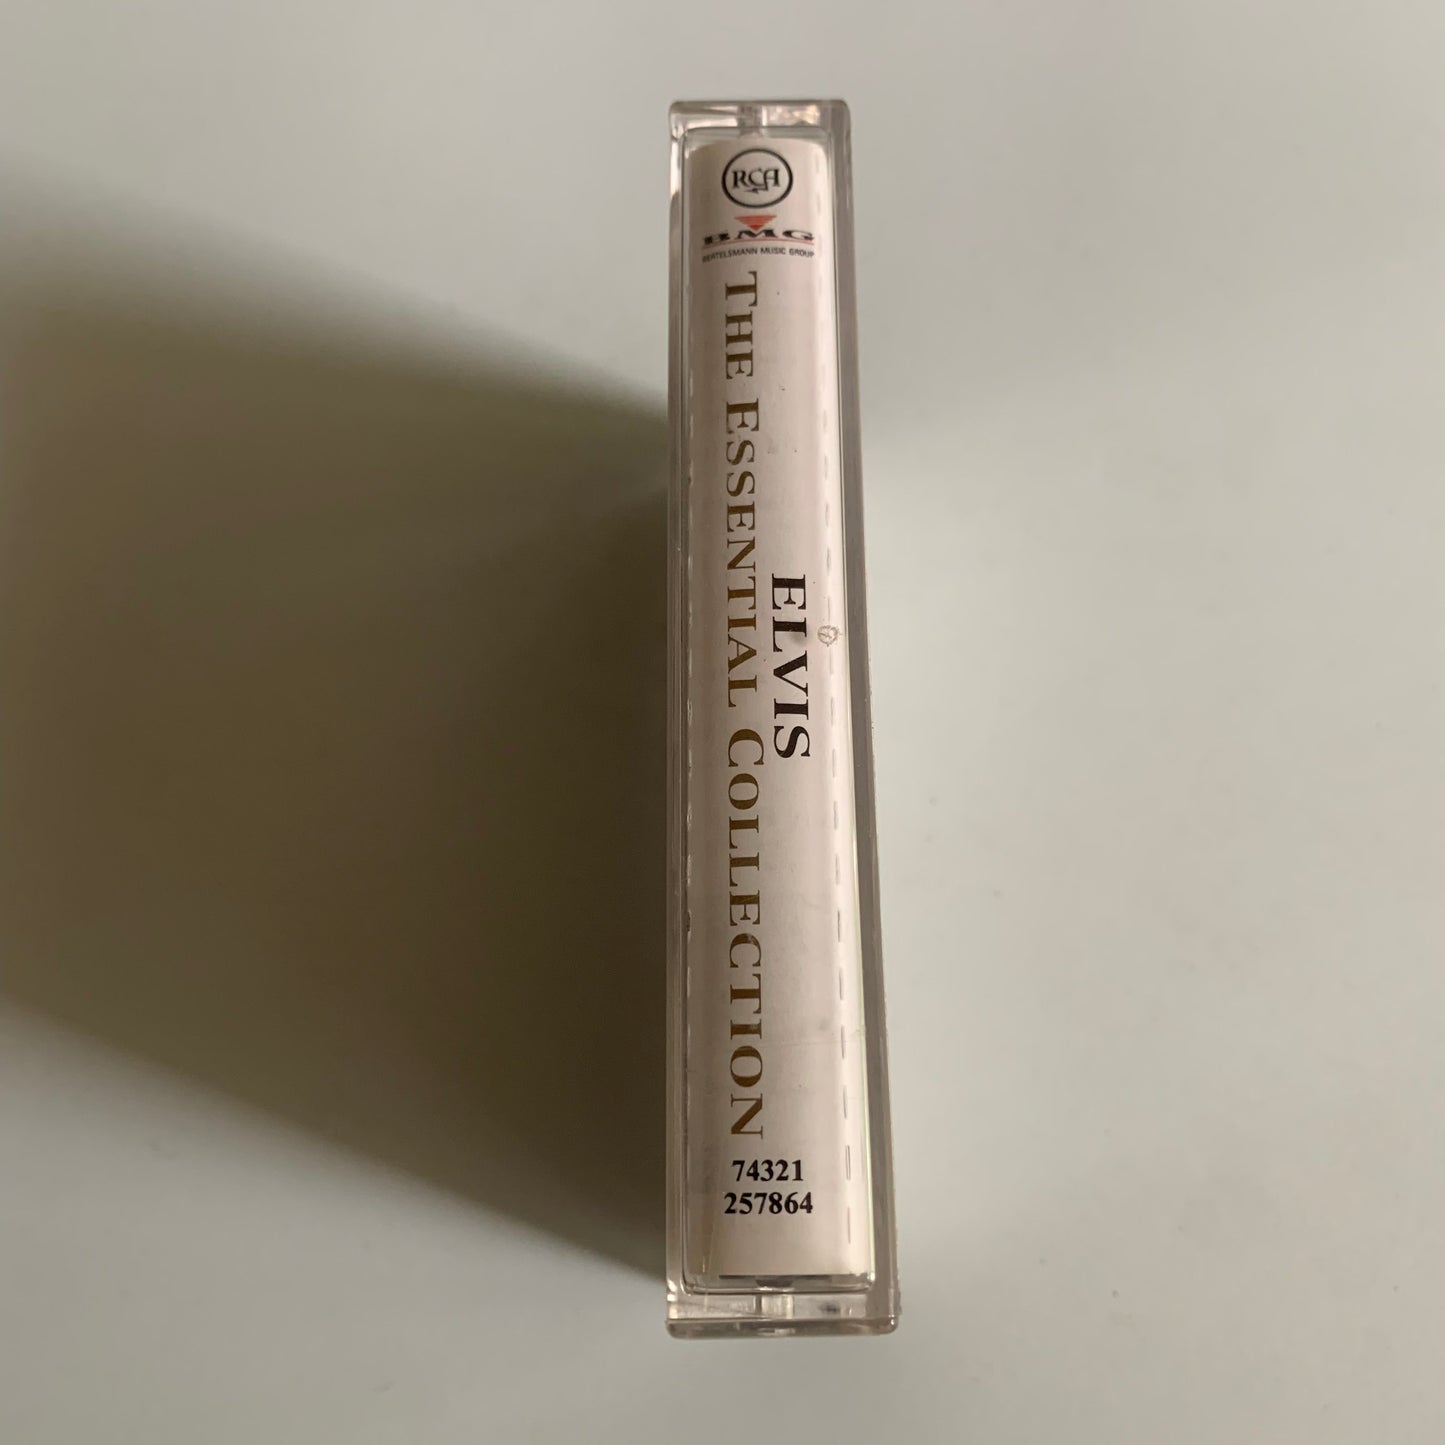 RCA
BMG
BERTELSMANN MUSIC GROUP
ELVIS
THE ESSENTIAL COLLECTION
74321
257864